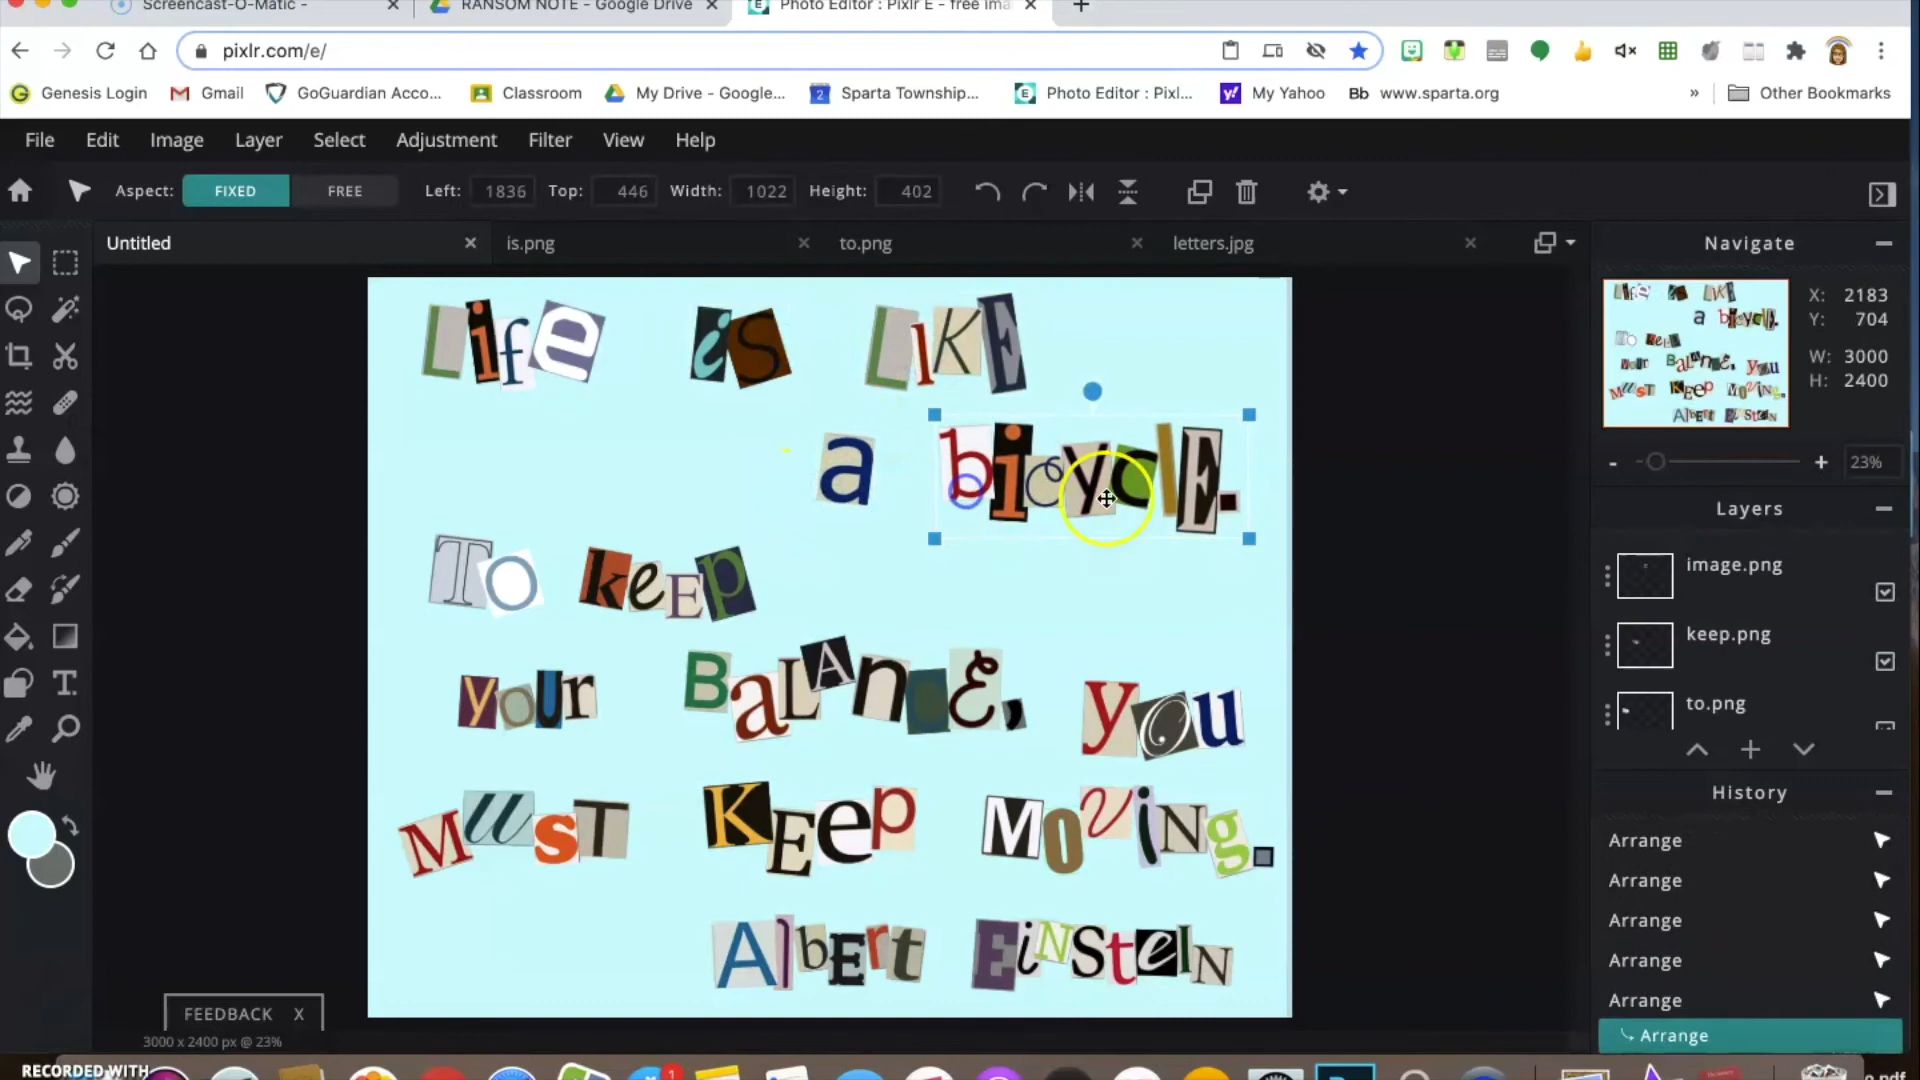 Screencast-O-Matic -
RANSOM NOTE - Google Drive
Photo Editor : Pixlr E - free ima
pixlr.com/e/
Genesis Login
Gmail
GoGuardian Acco...
Classroom
My Drive - Google...
2 Sparta Township...
E Photo Editor : Pixl...
y! My Yahoo
Bb www.sparta.org
»
Other Bookmarks
File Edit Image Layer Select Adjustment Filter View Help
Aspect: FIXED FREE Left: 1836 Top: 446 Width: 1022 Height: 402
Untitled is.png to.png letters.jpg
Navigate
Life is LIKE
a bicyclE.
To keEp
your BaLAncE, you
MusT KEep MOViNg.
AlbErt EiNStelN
X: 2183
Y: 704
W: 3000
H: 2400
- + 23%
Layers
image.png
keep.png
to.png
History
Arrange
Arrange
Arrange
Arrange
Arrange
Arrange
FEEDBACK X
3000 x 2400 px @ 23%
RECORDED WITH
1
o.pdf